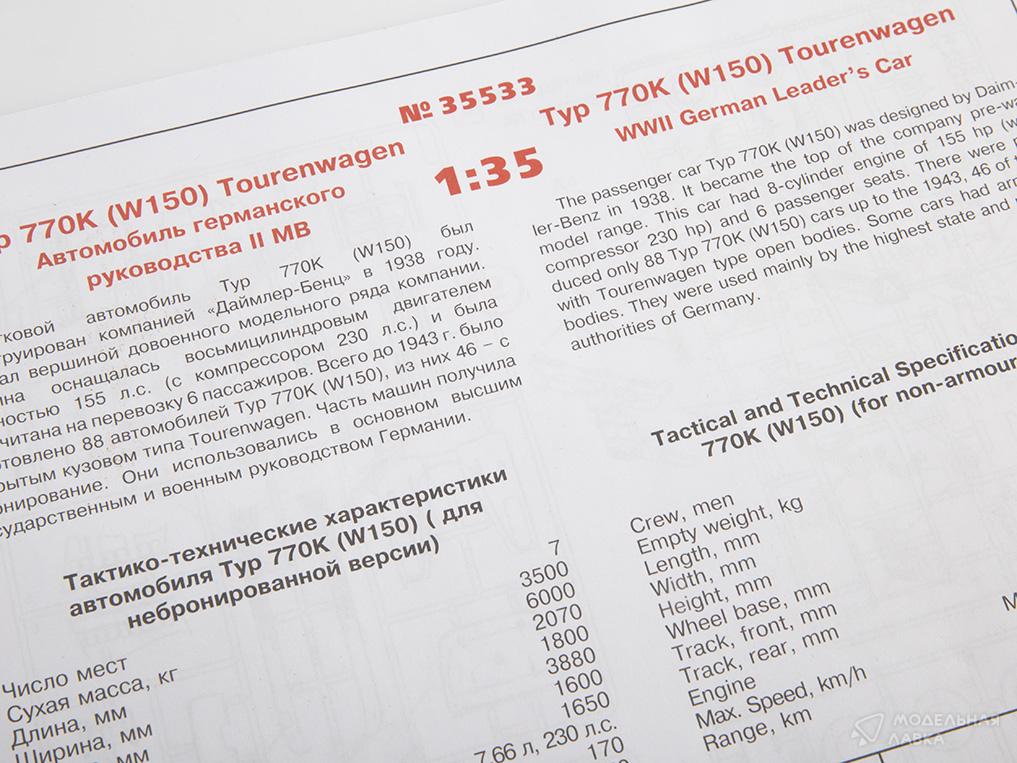 № 35533
1:35
770K (W150) Tourenwagen
Автомобиль германского
руководства II МВ
автомобиль Typ 770K (W150) был
компанией «Даймлер-Бенц» в 1938 году.
вершиной довоенного модельного ряда компании.
оснащалась восьмицилиндровым двигателем
155 л.с. (с компрессором 230 л.с.) и была
на перевозку 6 пассажиров. Всего до 1943 г. было
88 автомобилей Typ 770K (W150), из них 46 – с
кузовом типа Tourenwagen. Часть машин получила
Они использовались в основном высшим
и военным руководством Германии.
Тактико-технические характеристики
автомобиля Typ 770K (W150) ( для
небронированной версии)
Число мест 7
Сухая масса, кг 3500
Длина, мм 6000
Ширина, мм 2070
1800
3880
1600
1650
7,66 л, 230 л.с.
170
Typ 770K (W150) Tourenwagen
WWII German Leader's Car
The passenger car Typ 770K (W150) was designed by Daim-
ler-Benz in 1938. It became the top of the company
model range. This car had 8-cylinder engine of 155 hp
compressor 230 hp) and 6 passenger seats. There were
duced only 88 Typ 770K (W150) cars up to the 1943, 46 of
with Tourenwagen type open bodies. Some cars had
bodies. They were used mainly by the highest state and
authorities of Germany.
Tactical and Technical
770K (W150) (for
Crew, men
Empty weight, kg
Length, mm
Width, mm
Height, mm
Wheel base, mm
Track, front, mm
Track, rear, mm
Engine
Max. Speed, km/h
Range, km
МОДЕЛЬНАЯ
ЛАВКА